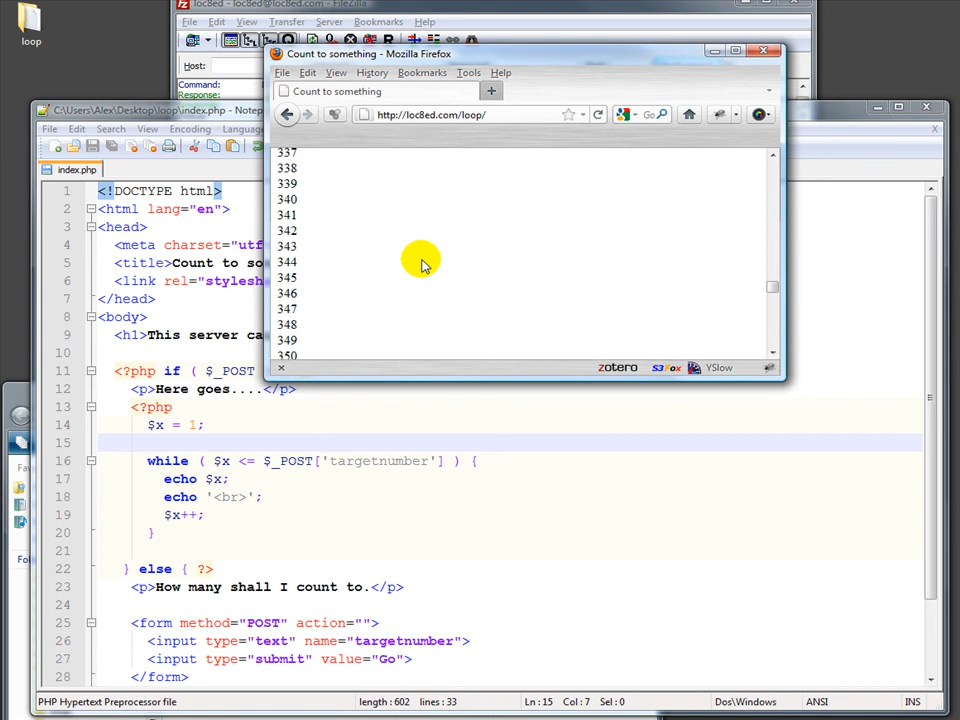 loc8ed - loc8ed@loc8ed.com - FileZilla
File Edit View Transfer Server Bookmarks Help
loop
Host:
Command:
Response:
Count to something - Mozilla Firefox
File Edit View History Bookmarks Tools Help
Count to something
http://loc8ed.com/loop/
Go
337
338
339
340
341
342
343
344
345
346
347
348
349
350
zotero S3Fox YSlow
C:\Users\Alex\Desktop\loop\index.php - Notep
File Edit Search View Encoding Language
index.php
1 <!DOCTYPE html>
2 <html lang="en">
3 <head>
4 <meta charset="utf
5 <title>Count to so
6 <link rel="stylesh
7 </head>
8 <body>
9 <h1>This server ca
10
11 <?php if ( $_POST
12 <p>Here goes....</p>
13 <?php
14 $x = 1;
15
16 while ( $x <= $_POST['targetnumber'] ) {
17 echo $x;
18 echo '<br>';
19 $x++;
20 }
21
22 } else { ?>
23 <p>How many shall I count to.</p>
24
25 <form method="POST" action="">
26 <input type="text" name="targetnumber">
27 <input type="submit" value="Go">
28 </form>
PHP Hypertext Preprocessor file length : 602 lines : 33 Ln : 15 Col : 7 Sel : 0 Dos\Windows ANSI INS